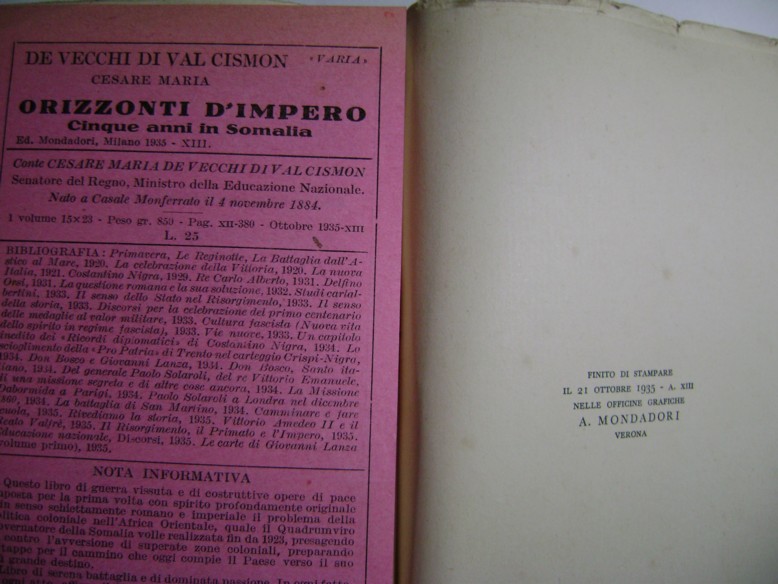 DE VECCHI DI VAL CISMON «VARIA»
CESARE MARIA
ORIZZONTI D'IMPERO
Cinque anni in Somalia
Ed. Mondadori, Milano 1935 - XIII.
Conte CESARE MARIA DE VECCHI DI VAL CISMON
Senatore del Regno, Ministro della Educazione Nazionale.
Nato a Casale Monferrato il 4 novembre 1884.
1 volume 15×23 - Peso gr. 850 - Pag. XII-380 - Ottobre 1935-XIII
L. 25
BIBLIOGRAFIA: Primavera, Le Reginotte, La Battaglia dall'A-
stico al Mare, 1920. La celebrazione della Vittoria, 1920. La nuova
Italia, 1921. Costantino Nigra, 1929. Re Carlo Alberto, 1931. Delfino
Orsi, 1931. La questione romana e la sua soluzione, 1932. Studi carlal-
bertini, 1933. Il senso dello Stato nel Risorgimento, 1933. Il senso
della storia, 1933. Discorsi per la celebrazione del primo centenario
delle medaglie al valor militare, 1933. Cultura fascista (Nuova vita
dello spirito in regime fascista), 1933. Vie nuove, 1933. Un capitolo
inedito dei «Ricordi diplomatici» di Costantino Nigra, 1934. Lo
scioglimento della «Pro Patria» di Trento nel carteggio Crispi-Nigra,
1934. Don Bosco e Giovanni Lanza, 1934. Don Bosco, Santo ita-
liano, 1934. Del generale Paolo Solaroli, del re Vittorio Emanuele,
di una missione segreta e di altre cose ancora, 1934. La Missione
Dabormida a Parigi, 1934. Paolo Solaroli a Londra nel dicembre
1934. La battaglia di San Martino, 1934. Camminare e fare
scuola, 1935. Rivediamo la storia, 1935. Vittorio Amedeo II e il
Beato Valfrè, 1935. Il Risorgimento, il Primato e l'Impero, 1935.
Educazione nazionale, Discorsi, 1935. Le carte di Giovanni Lanza
volume primo), 1935.
NOTA INFORMATIVA
Questo libro di guerra vissuta e di costruttive opere di pace
imposta per la prima volta con spirito profondamente originale
in senso schiettamente romano e imperiale il problema della
politica coloniale nell'Africa Orientale, quale il Quadrumviro
Governatore della Somalia volle realizzata fin da 1923, presagendo
contro l'avversione di superate zone coloniali, preparando
tappe per il cammino che oggi compie il Paese verso il suo
grande destino.
Libro di serena battaglia e di dominata passione. In ogni fatto
FINITO DI STAMPARE
IL 21 OTTOBRE 1935 - A. XIII
NELLE OFFICINE GRAFICHE
A. MONDADORI
VERONA